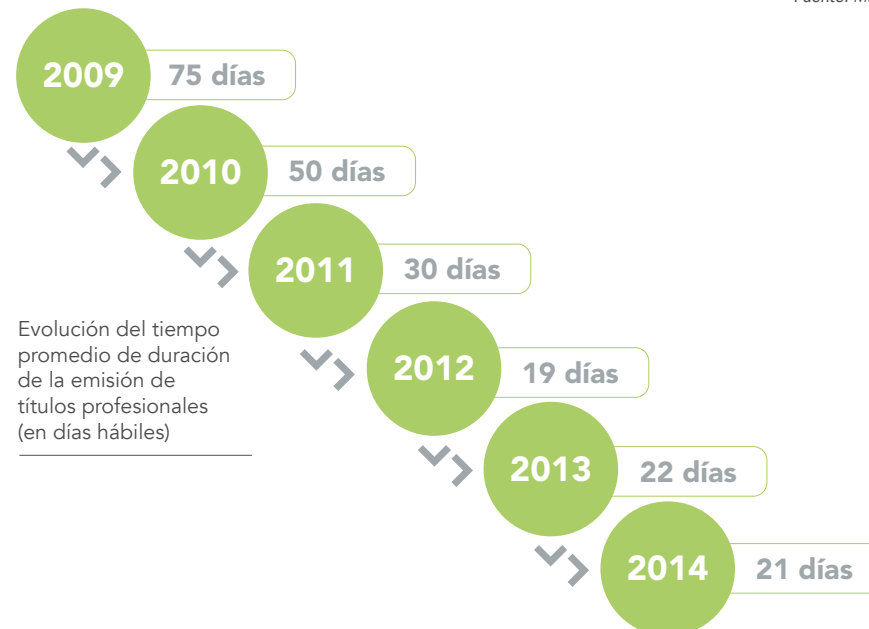 Fuente:
2009
75 días
2010
50 días
2011
30 días
Evolución del tiempo
promedio de duración
de la emisión de
títulos profesionales
(en días hábiles)
2012
19 días
2013
22 días
2014
21 días